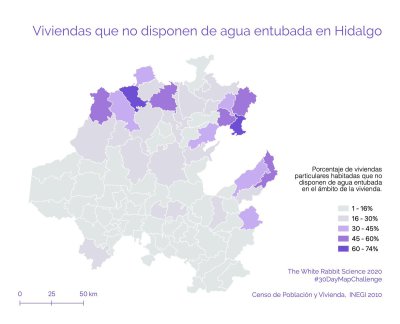 Viviendas que no disponen de agua entubada en Hidalgo
Porcentaje de viviendas
particulares habitadas que no
disponen de agua entubada
en el ámbito de la vivienda.
1 - 16%
16 - 30%
30 - 45%
45 - 60%
60 - 74%
The White Rabbit Science 2020
#30DayMapChallenge
Censo de Población y Vivienda, INEGI 2010
0 25 50 km